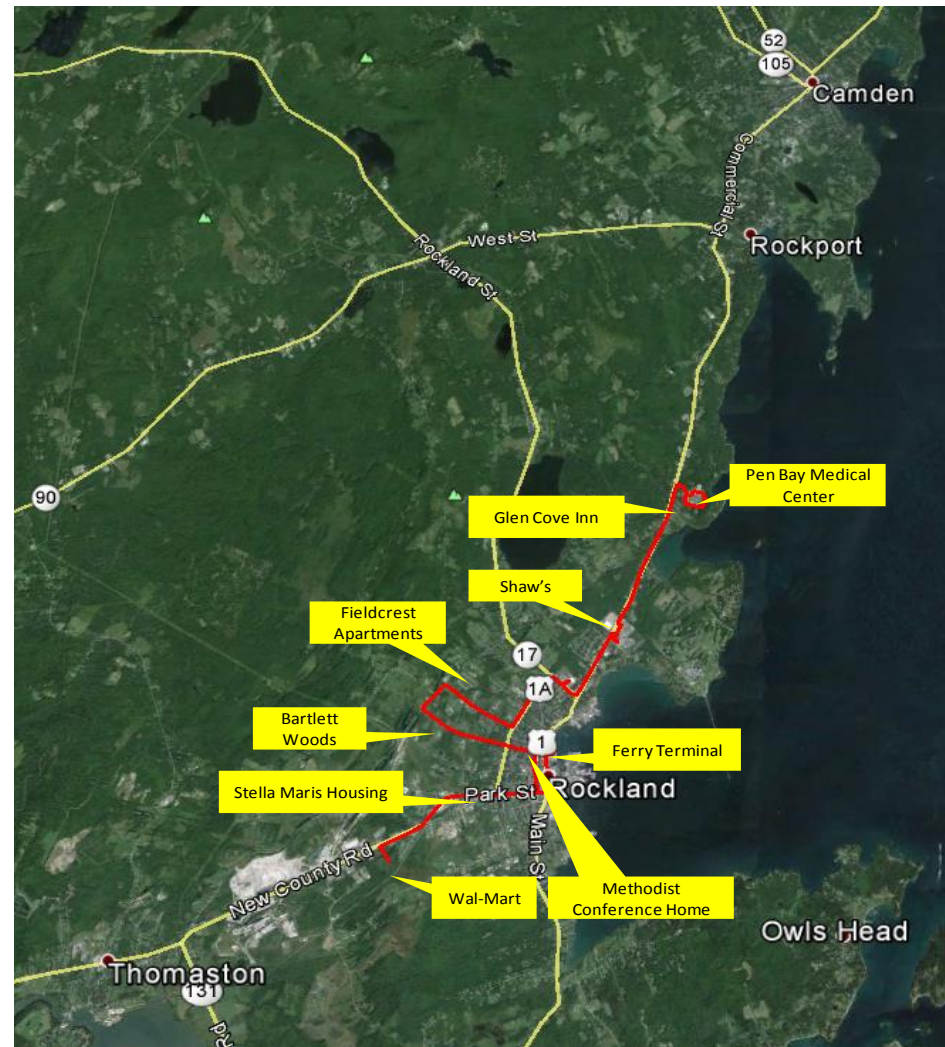 52
105
Camden
Commercial St
Rockport
West St
Rockland St
90
Pen Bay Medical
Center
Glen Cove Inn
Shaw's
Fieldcrest
Apartments
17
1A
Bartlett
Woods
1
Ferry Terminal
Stella Maris Housing
Park St
Rockland
Main St
New County Rd
Wal-Mart
Methodist
Conference Home
Owls Head
Thomaston
131
Rd